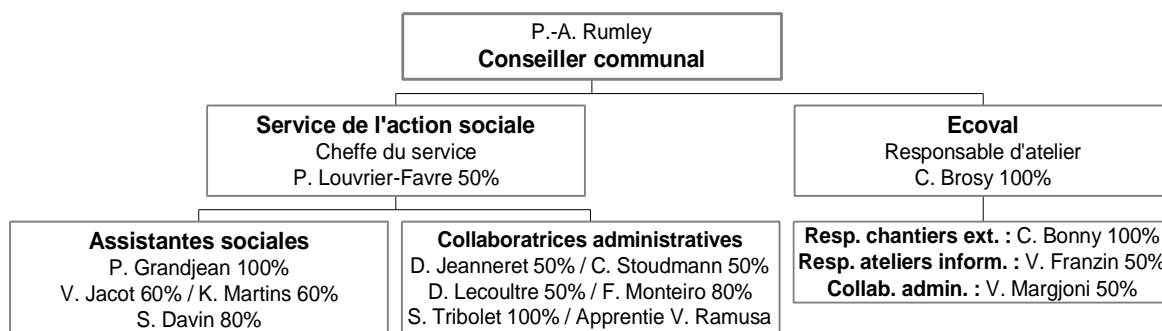 P.-A. Rumley
Conseiller communal
Service de l'action sociale
Cheffe du service
P. Louvrier-Favre 50%
Ecoval
Responsable d'atelier
C. Brosy 100%
Assistantes sociales
P. Grandjean 100%
V. Jacot 60% / K. Martins 60%
S. Davin 80%
Collaboratrices administratives
D. Jeanneret 50% / C. Stoudmann 50%
D. Lecoultre 50% / F. Monteiro 80%
S. Tribolet 100% / Apprentie V. Ramusa
Resp. chantiers ext. : C. Bonny 100%
Resp. ateliers inform. : V. Franzin 50%
Collab. admin. : V. Margjoni 50%